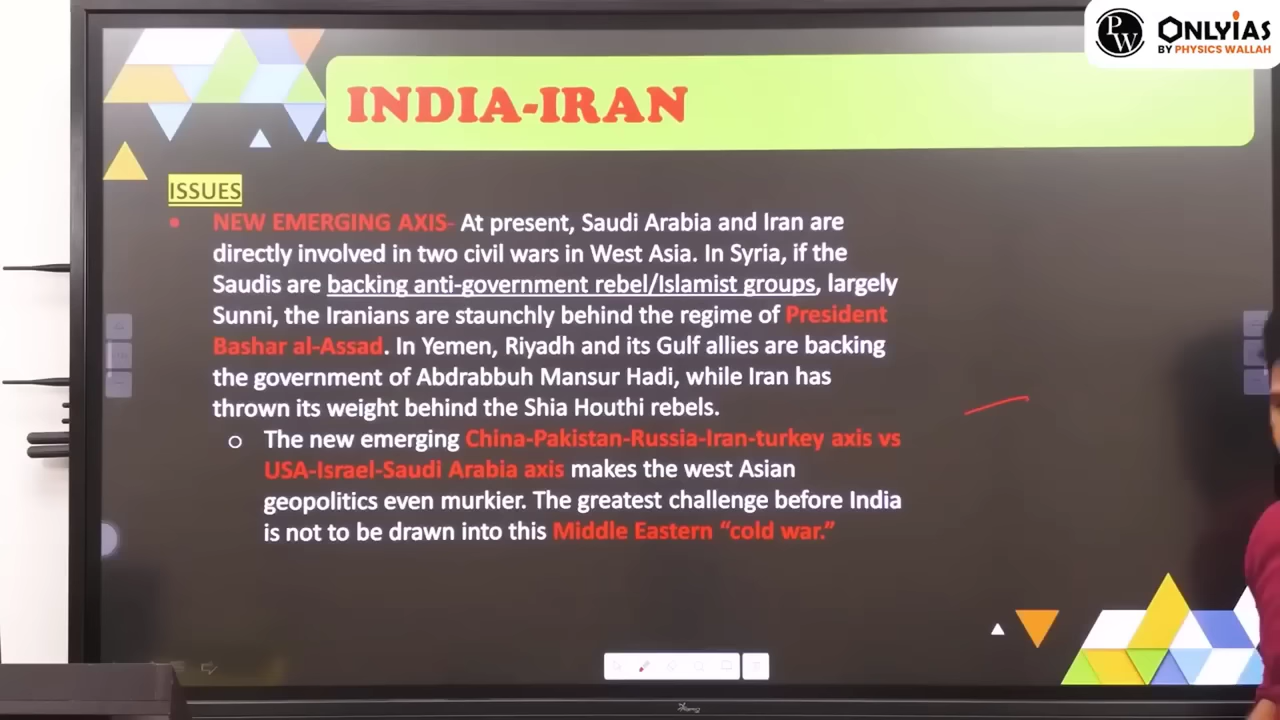 PW
ONLYIAS
BY PHYSICS WALLAH
INDIA-IRAN
ISSUES
• NEW EMERGING AXIS- At present, Saudi Arabia and Iran are
directly involved in two civil wars in West Asia. In Syria, if the
Saudis are backing anti-government rebel/Islamist groups, largely
Sunni, the Iranians are staunchly behind the regime of President
Bashar al-Assad. In Yemen, Riyadh and its Gulf allies are backing
the government of Abdrabbuh Mansur Hadi, while Iran has
thrown its weight behind the Shia Houthi rebels.
o The new emerging China-Pakistan-Russia-Iran-turkey axis vs
USA-Israel-Saudi Arabia axis makes the west Asian
geopolitics even murkier. The greatest challenge before India
is not to be drawn into this Middle Eastern “cold war.”